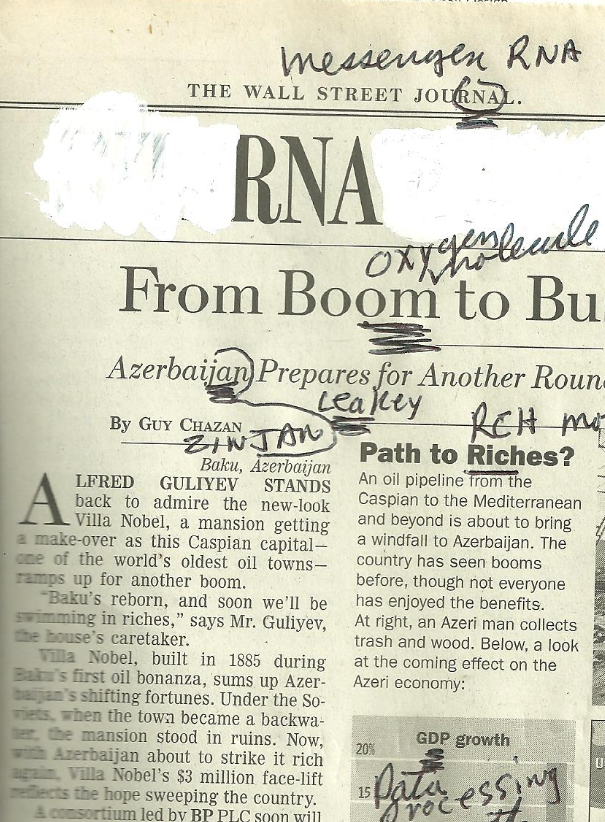 messenger RNA
THE WALL STREET JOURNAL.
RNA
oxygen
molecule
From Boom to Bu
Azerbaijan Prepares for Another Roun
Leakey
By GUY CHAZAN
ZINJAN
RCH mo
Baku, Azerbaijan
ALFRED GULIYEV STANDS
back to admire the new-look
Villa Nobel, a mansion getting
a make-over as this Caspian capital—
one of the world's oldest oil towns—
ramps up for another boom.
"Baku's reborn, and soon we'll be
swimming in riches," says Mr. Guliyev,
the house's caretaker.
Villa Nobel, built in 1885 during
Baku's first oil bonanza, sums up Azer-
baijan's shifting fortunes. Under the So-
viets, when the town became a backwa-
ter, the mansion stood in ruins. Now,
with Azerbaijan about to strike it rich
again, Villa Nobel's $3 million face-lift
reflects the hope sweeping the country.
A consortium led by BP PLC soon will
Path to Riches?
An oil pipeline from the
Caspian to the Mediterranean
and beyond is about to bring
a windfall to Azerbaijan. The
country has seen booms
before, though not everyone
has enjoyed the benefits.
At right, an Azeri man collects
trash and wood. Below, a look
at the coming effect on the
Azeri economy:
GDP growth
20%
15
Data
Processing